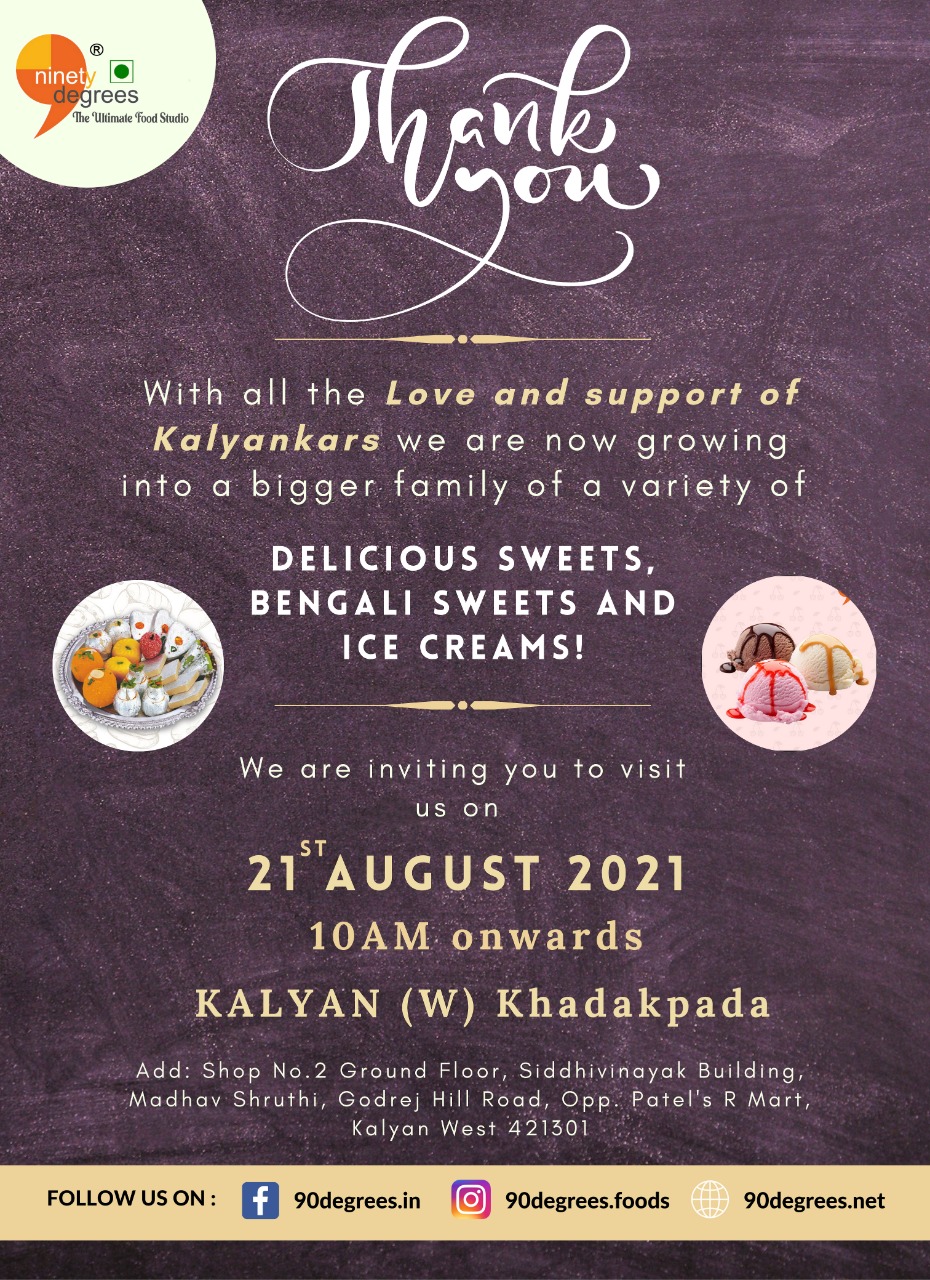 ®
ninety
degrees
The Ultimate Food Studio
Thank
you
With all the Love and support of
Kalyankars we are now growing
into a bigger family of a variety of
DELICIOUS SWEETS,
BENGALI SWEETS AND
ICE CREAMS!
We are inviting you to visit
us on
21ST AUGUST 2021
10AM onwards
KALYAN (W) Khadakpada
Add: Shop No.2 Ground Floor, Siddhivinayak Building,
Madhav Shruthi, Godrej Hill Road, Opp. Patel's R Mart,
Kalyan West 421301
FOLLOW US ON : 90degrees.in 90degrees.foods 90degrees.net